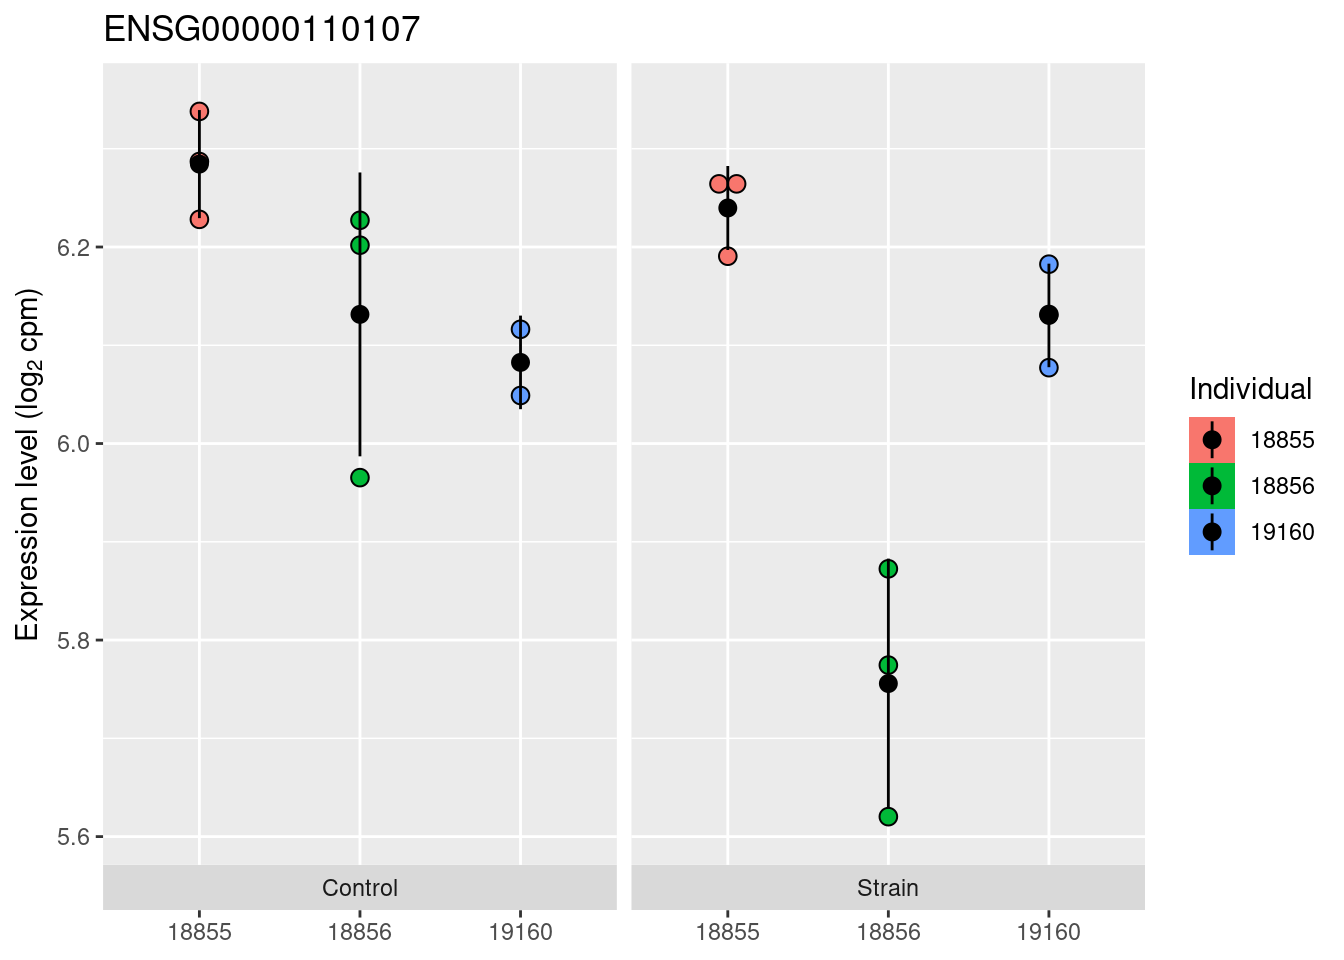 ENSG00000110107
Expression level (log₂ cpm)
6.2
6.0
5.8
5.6
Control
Strain
18855 18856 19160
18855 18856 19160
Individual
18855
18856
19160